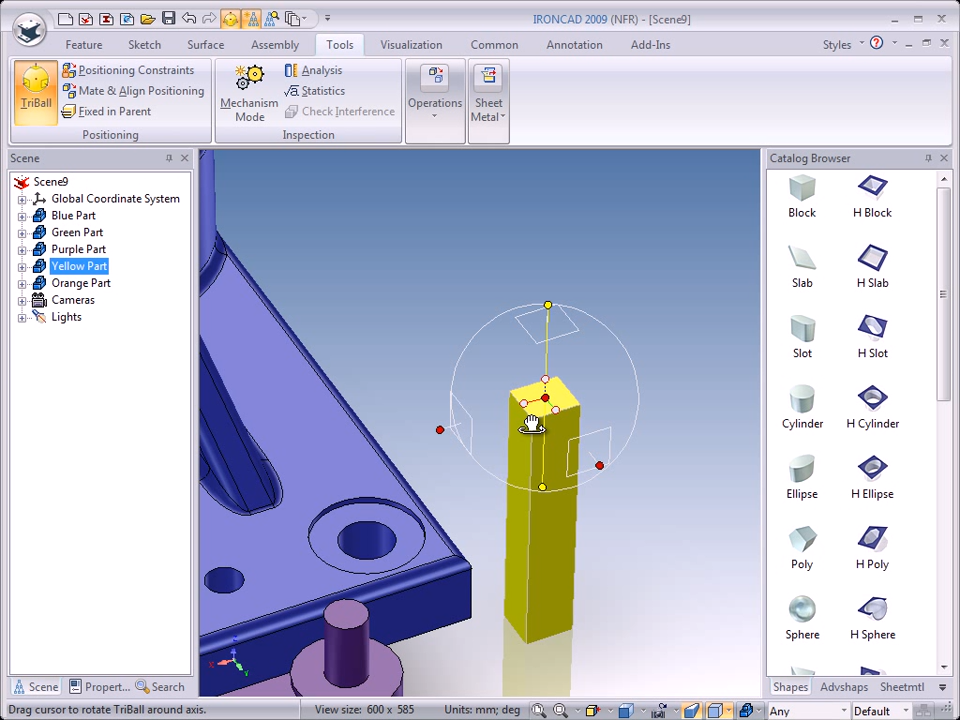 IRONCAD 2009 (NFR) - [Scene9]
Feature Sketch Surface Assembly Tools Visualization Common Annotation Add-Ins Styles
TriBall
Positioning Constraints
Mate & Align Positioning
Fixed in Parent
Positioning
Mechanism Mode
Analysis
Statistics
Check Interference
Inspection
Operations
Sheet Metal
Scene
Scene9
Global Coordinate System
Blue Part
Green Part
Purple Part
Yellow Part
Orange Part
Cameras
Lights
Catalog Browser
Block H Block
Slab H Slab
Slot H Slot
Cylinder H Cylinder
Ellipse H Ellipse
Poly H Poly
Sphere H Sphere
Scene Propert... Search
Shapes Advshaps Sheetmtl
Drag cursor to rotate TriBall around axis. View size: 600 x 585 Units: mm; deg Any Default